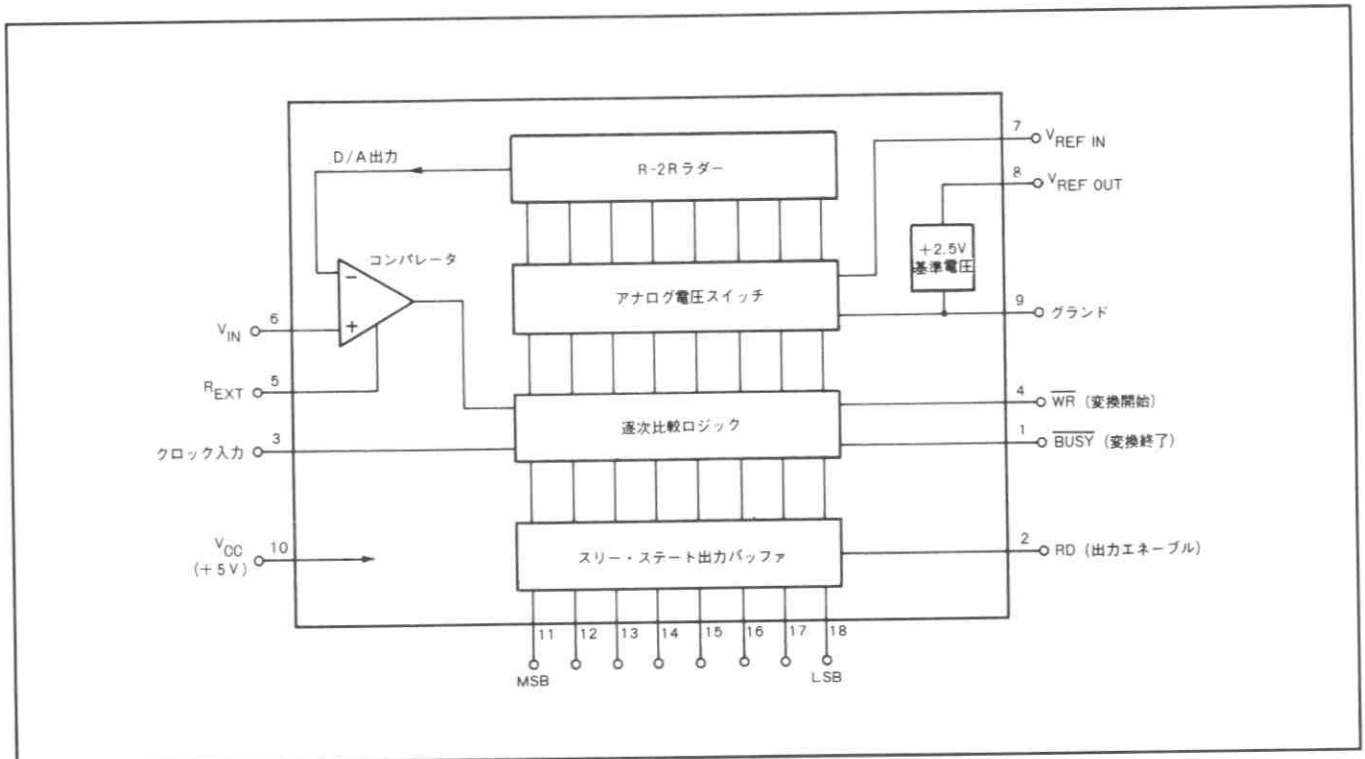 7
V REF IN
.D/A出力
R-2Rラダー
8
V REF OUT
+2.5V
基準電圧
コンパレータ
−
+
アナログ電圧スイッチ
9
グランド
6
V IN
5
R EXT
4
WR (変換開始)
逐次比較ロジック
1
BUSY (変換終了)
3
クロック入力
10
V CC
(+5V)
スリー・ステート出力バッファ
2
RD (出力エネーブル)
11 12 13 14 15 16 17 18
MSB LSB